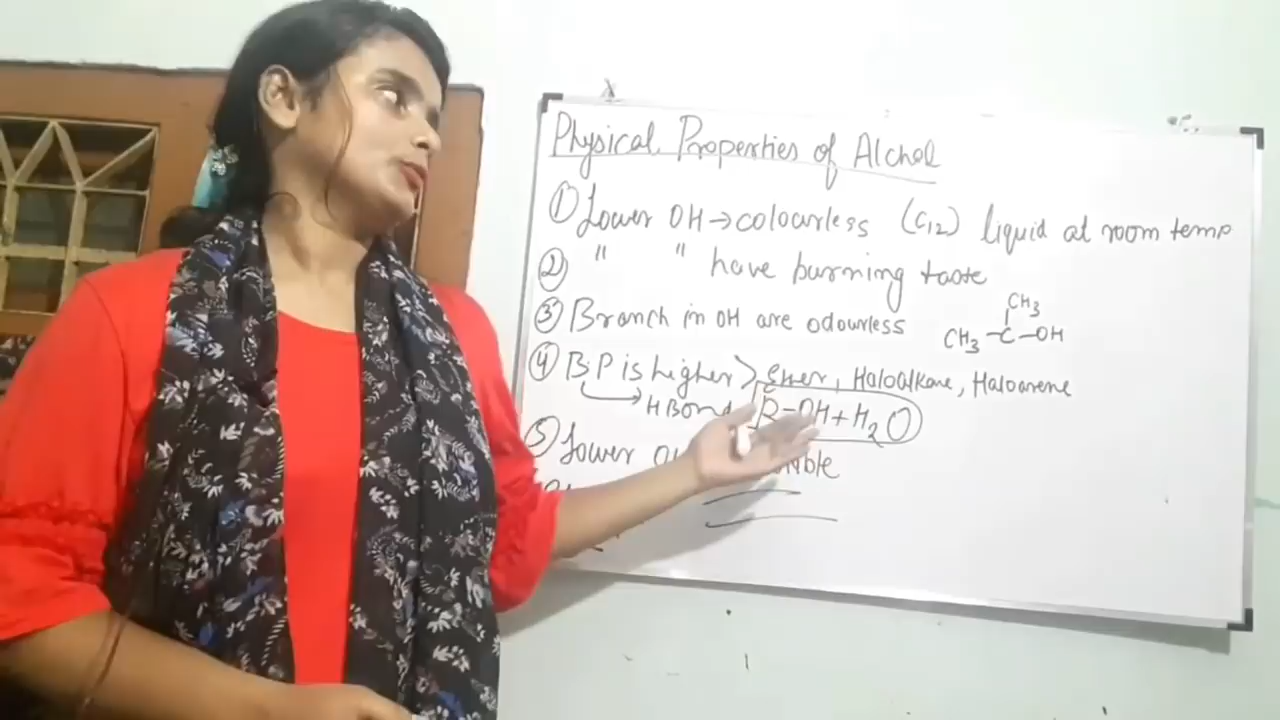 Physical Properties of Alchol
① Lower OH → colourless (C12) liquid at room temp
② " " have burning taste
③ Branch in OH are odourless
CH3
CH3 – C – OH
④ B.P is higher > Ether, Haloalkane, Haloarene
H Bond R–OH + H2O
⑤ Lower